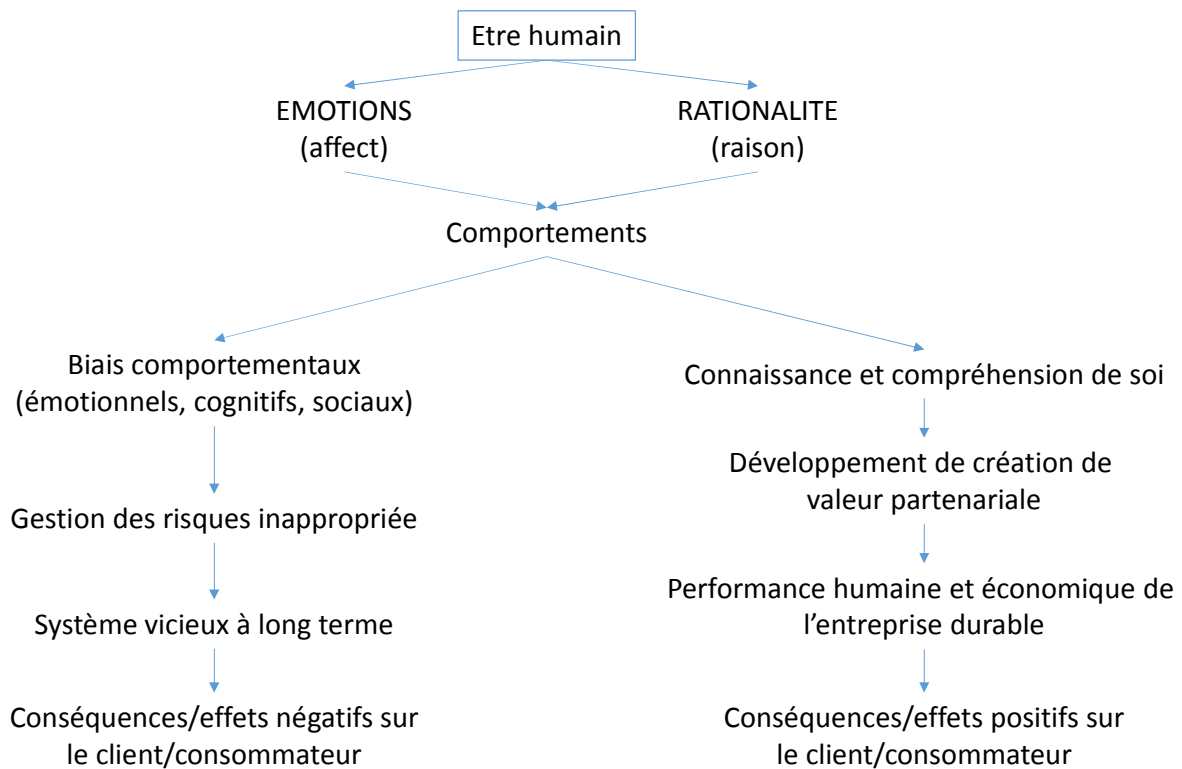 Etre humain
EMOTIONS
(affect)
RATIONALITE
(raison)
Comportements
Biais comportementaux
(émotionnels, cognitifs, sociaux)
Connaissance et compréhension de soi
Développement de création de
valeur partenariale
Gestion des risques inappropriée
Performance humaine et économique de
l’entreprise durable
Système vicieux à long terme
Conséquences/effets négatifs sur
le client/consommateur
Conséquences/effets positifs sur
le client/consommateur